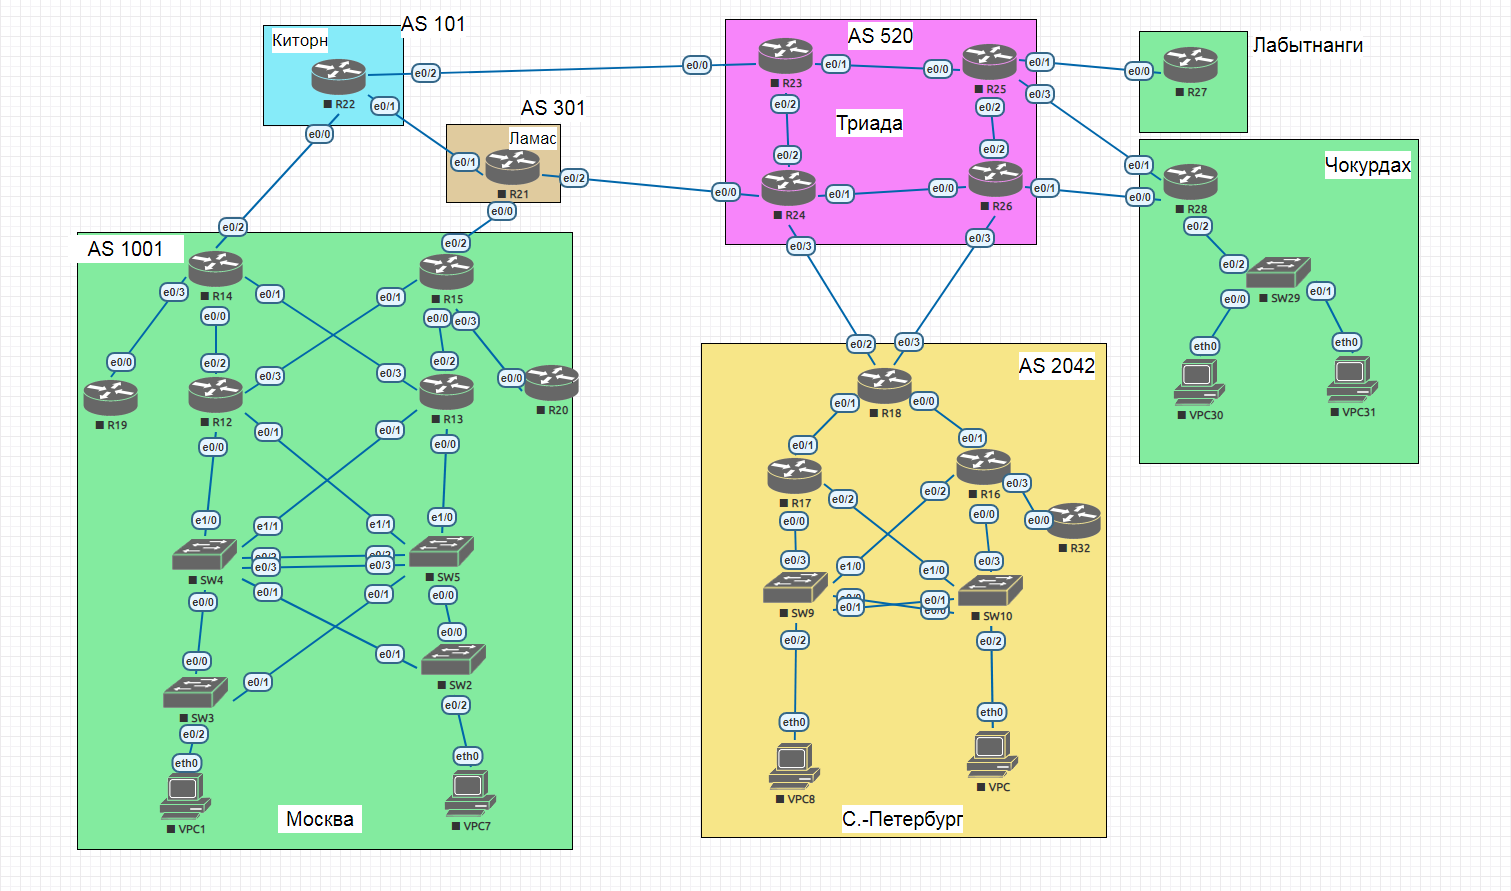 AS 101
Киторн
R22
e0/2
e0/1
e0/0
AS 301
Ламас
R21
e0/1
e0/2
e0/0
AS 520
Триада
R23
e0/0
e0/1
e0/2
R25
e0/0
e0/1
e0/3
e0/2
R24
e0/2
e0/0
e0/1
e0/3
R26
e0/2
e0/0
e0/1
e0/3
Лабытнанги
R27
e0/0
Чокурдах
R28
e0/1
e0/0
e0/2
SW29
e0/2
e0/0
e0/1
eth0
VPC30
eth0
VPC31
AS 1001
R14
e0/2
e0/3
e0/1
e0/0
R15
e0/2
e0/1
e0/0
e0/3
R19
e0/0
R12
e0/2
e0/3
e0/1
e0/0
R13
e0/3
e0/2
e0/1
e0/0
R20
e0/0
SW4
e1/0
e1/1
e0/2
e0/3
e0/1
e0/0
SW5
e1/1
e1/0
e0/2
e0/3
e0/1
e0/0
SW3
e0/0
e0/1
e0/2
SW2
e0/0
e0/1
e0/2
eth0
VPC1
eth0
VPC7
Москва
AS 2042
R18
e0/2
e0/3
e0/1
e0/0
R17
e0/1
e0/2
e0/0
R16
e0/1
e0/2
e0/3
e0/0
R32
e0/0
SW9
e0/3
e1/0
e0/0
e0/1
e0/2
SW10
e1/0
e0/3
e0/1
e0/0
e0/2
eth0
VPC8
eth0
VPC
С.-Петербург